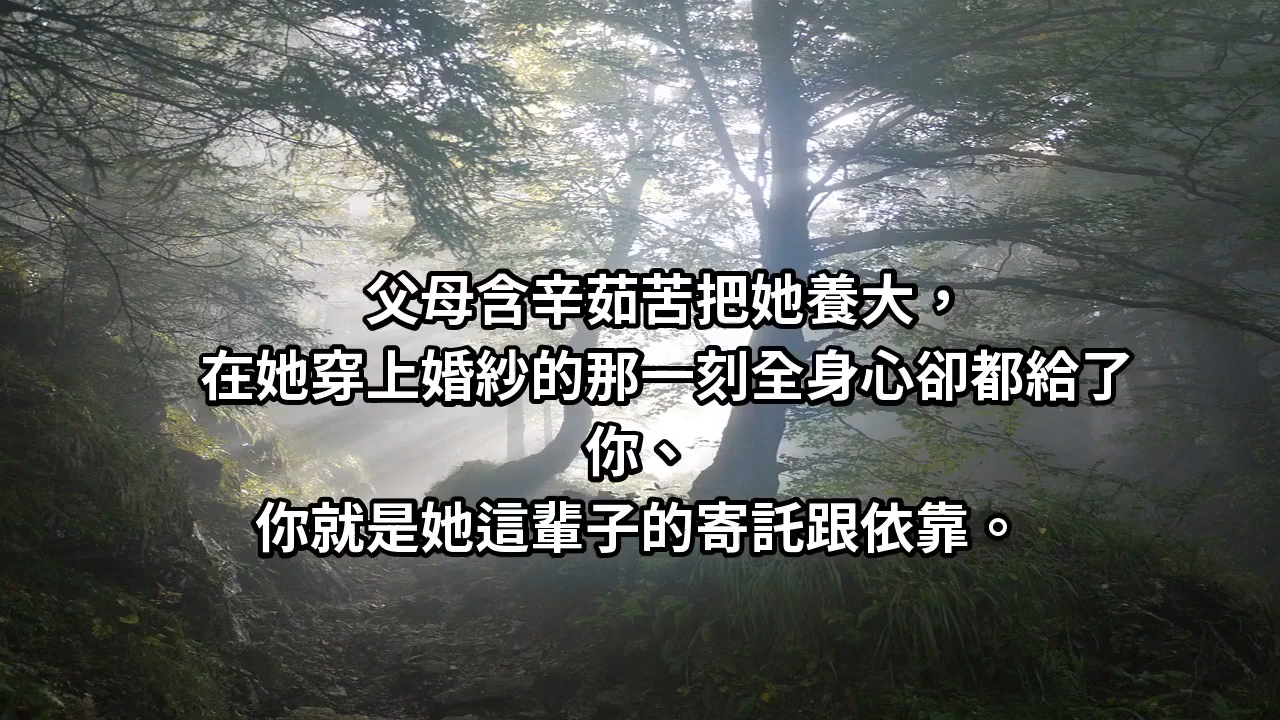 父母含辛茹苦把她養大，
在她穿上婚紗的那一刻全身心卻都給了
你、
你就是她這輩子的寄託跟依靠。